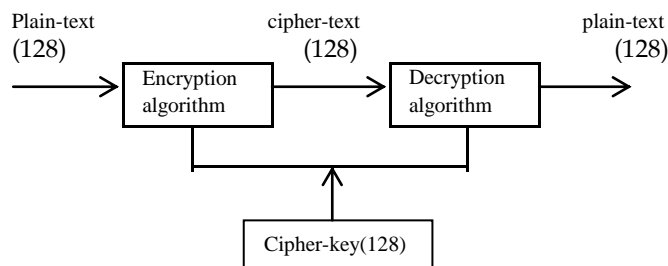 Plain-text
(128)
cipher-text
(128)
plain-text
(128)
Encryption
algorithm
Decryption
algorithm
Cipher-key(128)